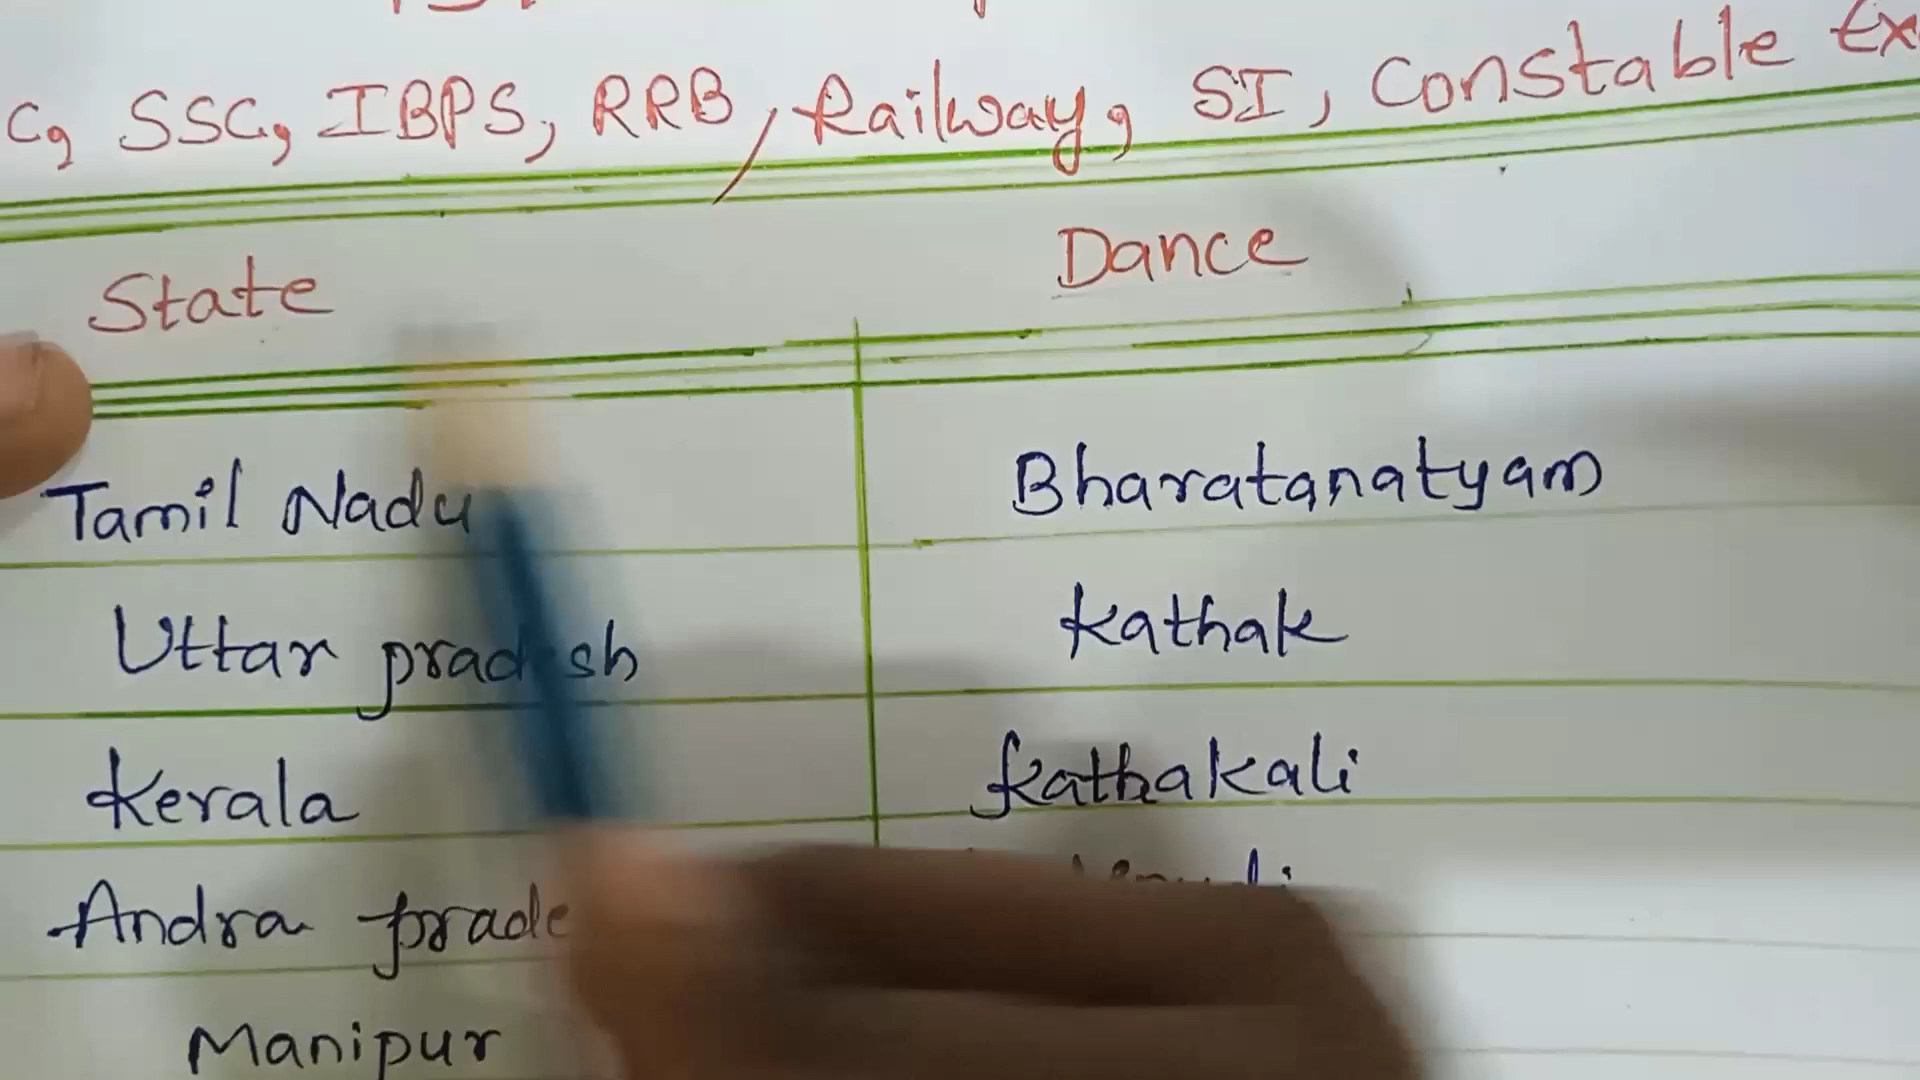 C, SSC, IBPS, RRB, Railway, SI, Constable Ex
State Dance
Tamil Nadu Bharatanatyam
Uttar pradesh Kathak
Kerala Kathakali
Andra prade
Manipur